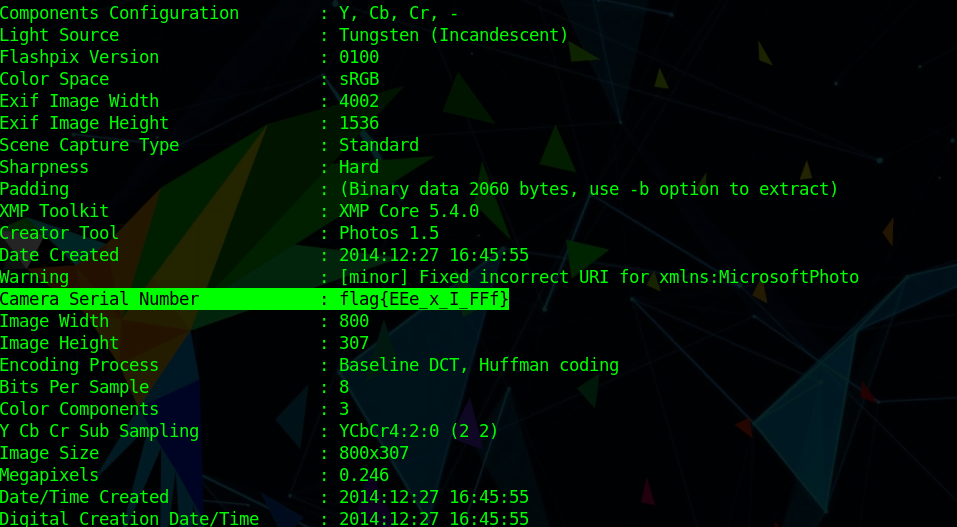 Components Configuration : Y, Cb, Cr, -
Light Source : Tungsten (Incandescent)
Flashpix Version : 0100
Color Space : sRGB
Exif Image Width : 4002
Exif Image Height : 1536
Scene Capture Type : Standard
Sharpness : Hard
Padding : (Binary data 2060 bytes, use -b option to extract)
XMP Toolkit : XMP Core 5.4.0
Creator Tool : Photos 1.5
Date Created : 2014:12:27 16:45:55
Warning : [minor] Fixed incorrect URI for xmlns:MicrosoftPhoto
Camera Serial Number : flag{EEe_x_I_FFf}
Image Width : 800
Image Height : 307
Encoding Process : Baseline DCT, Huffman coding
Bits Per Sample : 8
Color Components : 3
Y Cb Cr Sub Sampling : YCbCr4:2:0 (2 2)
Image Size : 800x307
Megapixels : 0.246
Date/Time Created : 2014:12:27 16:45:55
Digital Creation Date/Time : 2014:12:27 16:45:55